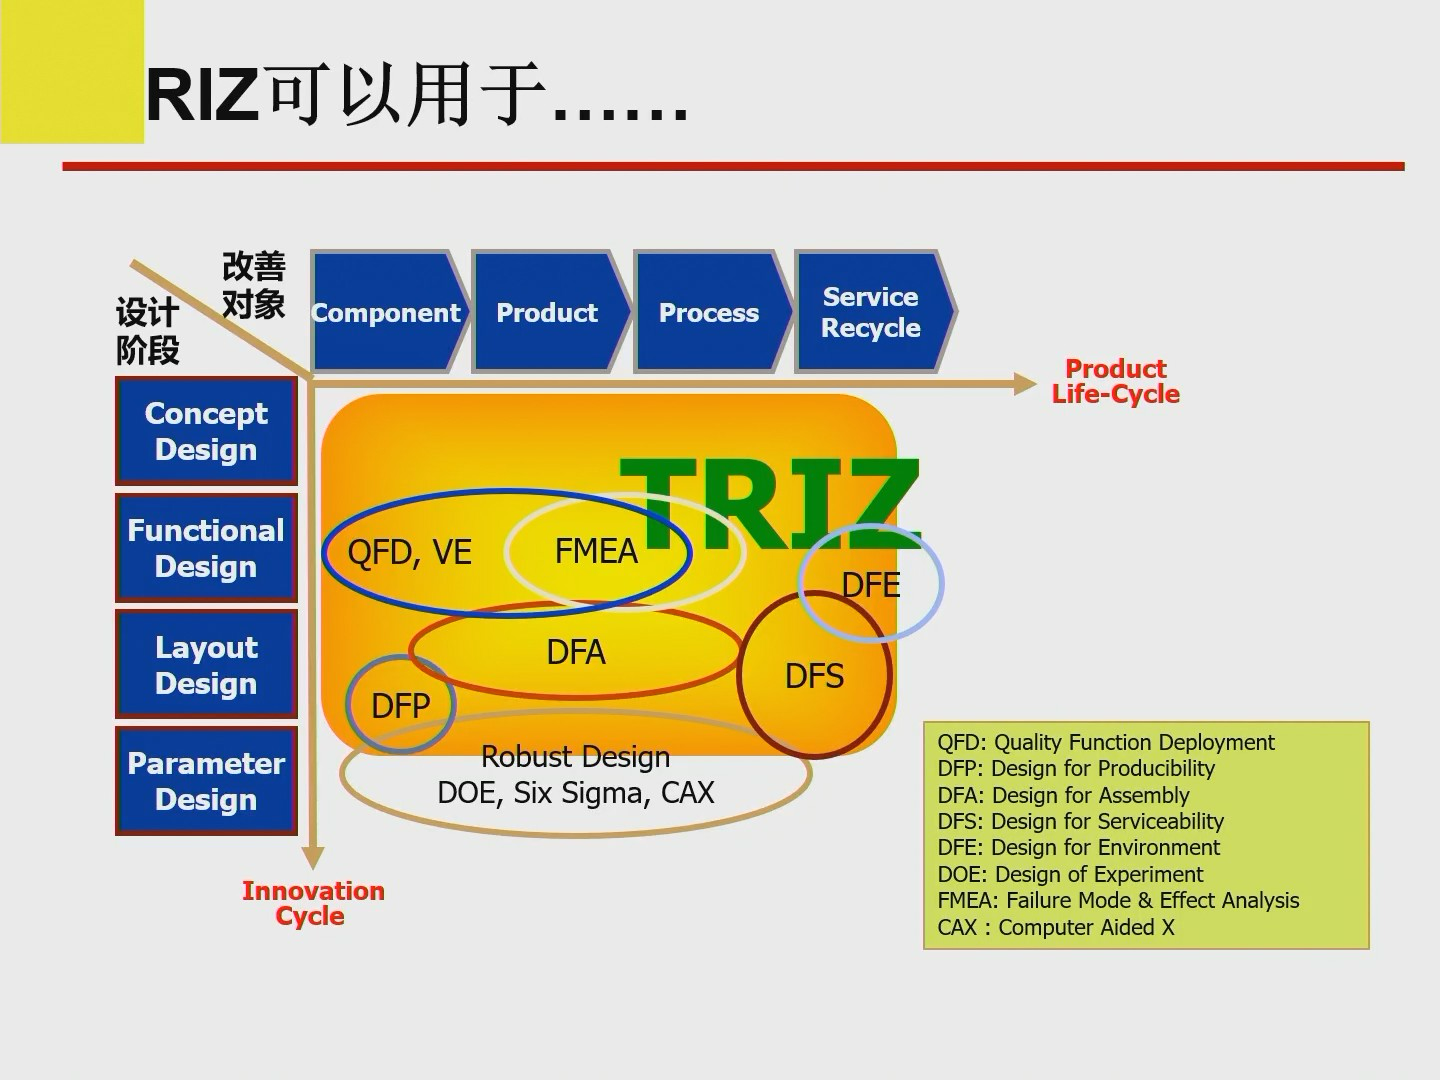 RIZ可以用于……
改善
对象
设计
阶段
Component
Product
Process
Service
Recycle
Product
Life-Cycle
Concept
Design
Functional
Design
Layout
Design
Parameter
Design
TRIZ
QFD, VE
FMEA
DFE
DFA
DFS
DFP
Robust Design
DOE, Six Sigma, CAX
Innovation
Cycle
QFD: Quality Function Deployment
DFP: Design for Producibility
DFA: Design for Assembly
DFS: Design for Serviceability
DFE: Design for Environment
DOE: Design of Experiment
FMEA: Failure Mode & Effect Analysis
CAX : Computer Aided X